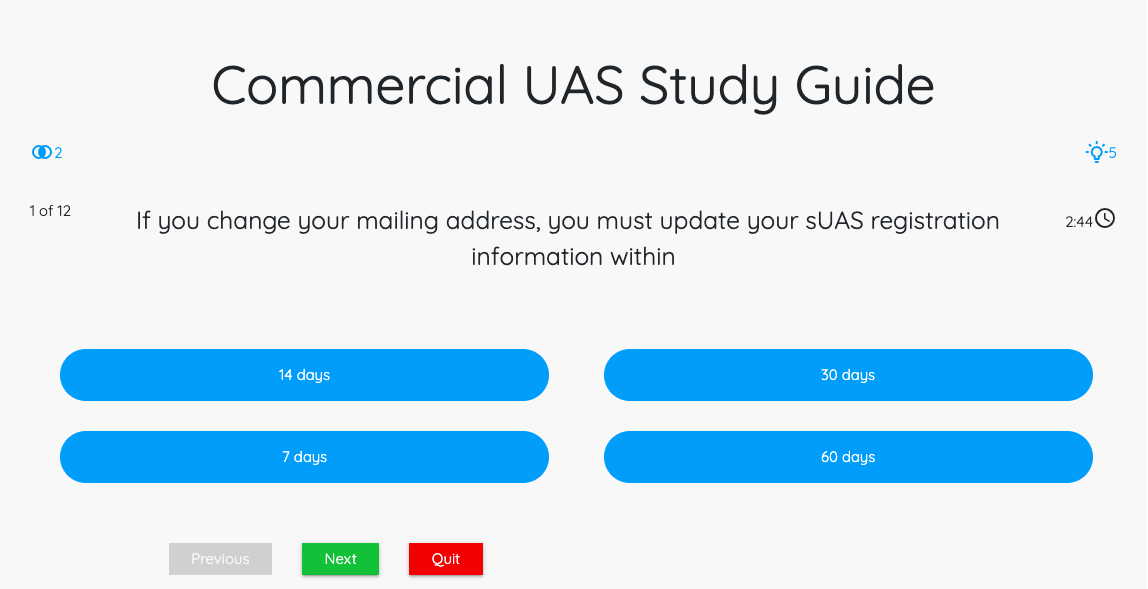 Commercial UAS Study Guide
2
5
1 of 12
If you change your mailing address, you must update your sUAS registration
2:44
information within
14 days
30 days
7 days
60 days
Previous
Next
Quit